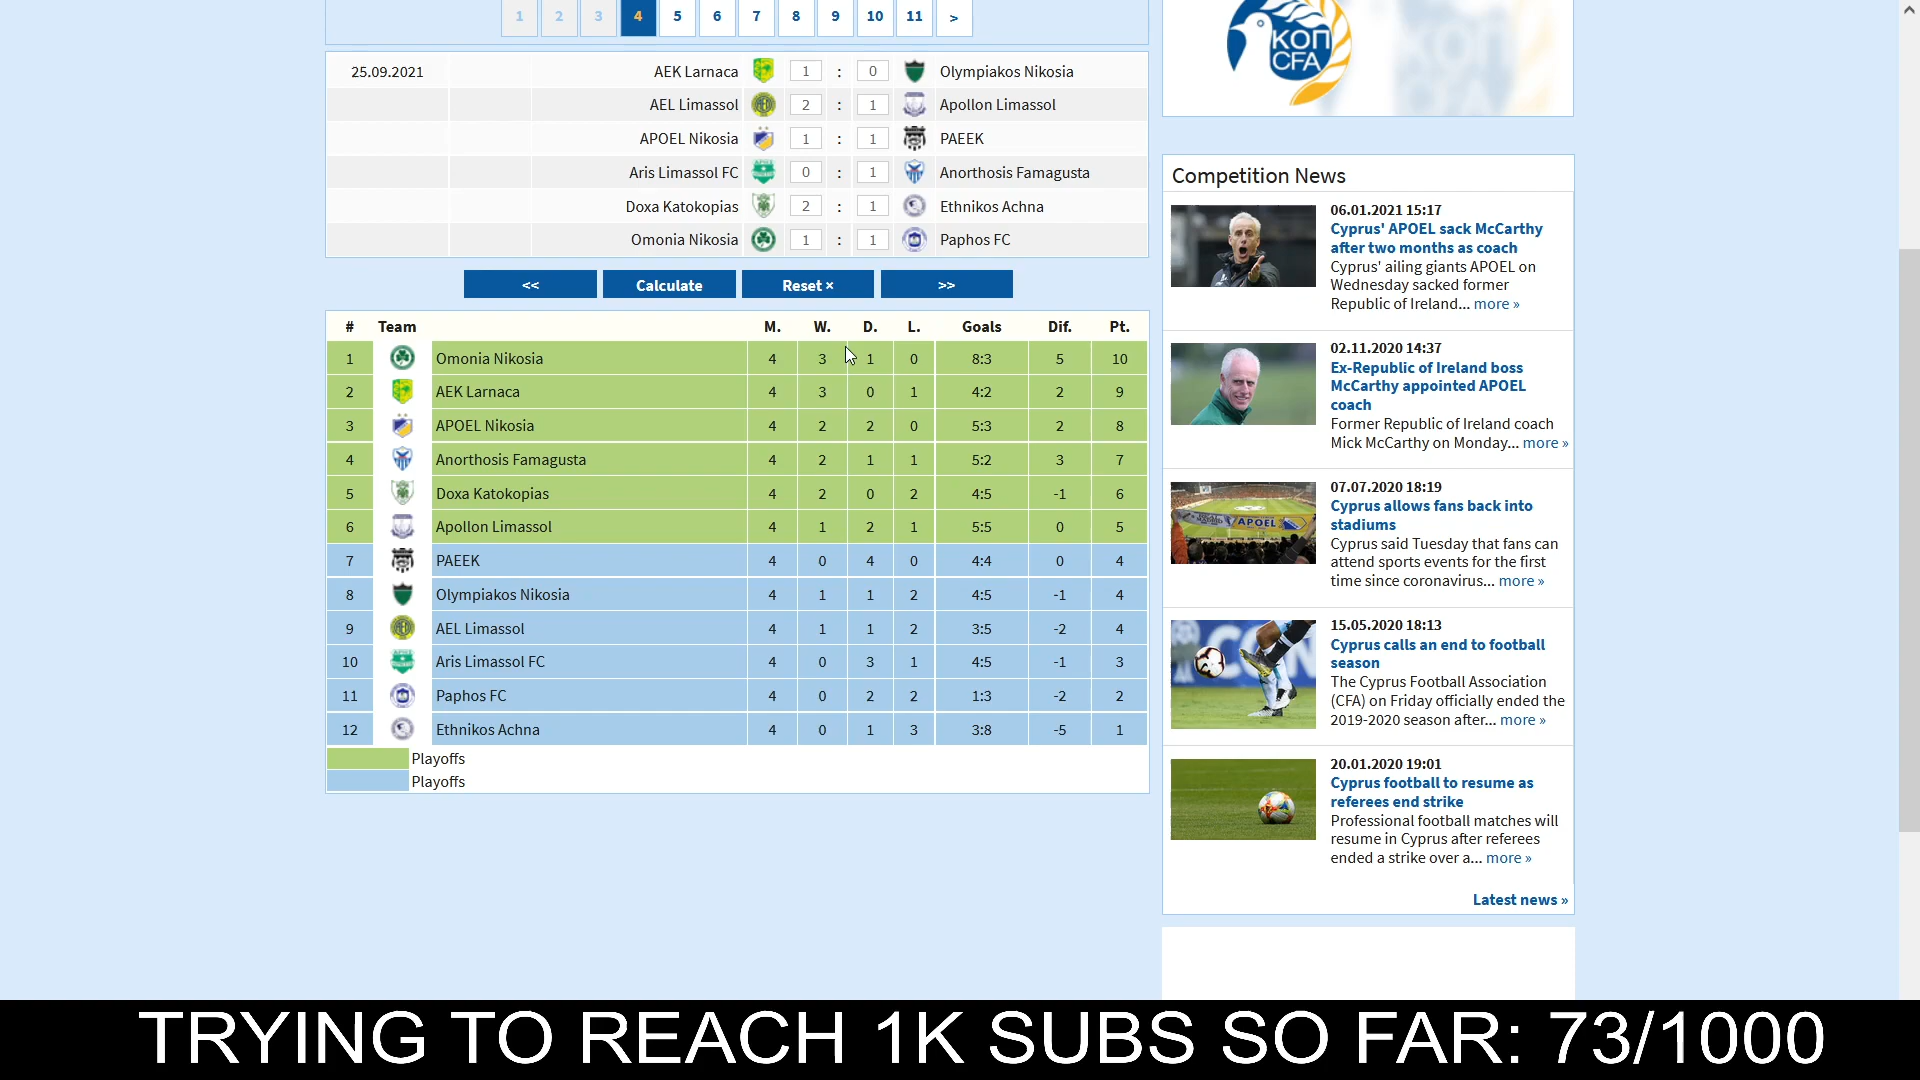 1 2 3 4 5 6 7 8 9 10 11 >
ΚΟΠ
CFA
25.09.2021 AEK Larnaca 1 : 0 Olympiakos Nikosia
AEL Limassol 2 : 1 Apollon Limassol
APOEL Nikosia 1 : 1 PAEEK
Aris Limassol FC 0 : 1 Anorthosis Famagusta
Doxa Katokopias 2 : 1 Ethnikos Achna
Omonia Nikosia 1 : 1 Paphos FC
<< Calculate Reset × >>
# Team M. W. D. L. Goals Dif. Pt.
1 Omonia Nikosia 4 3 1 0 8:3 5 10
2 AEK Larnaca 4 3 0 1 4:2 2 9
3 APOEL Nikosia 4 2 2 0 5:3 2 8
4 Anorthosis Famagusta 4 2 1 1 5:2 3 7
5 Doxa Katokopias 4 2 0 2 4:5 -1 6
6 Apollon Limassol 4 1 2 1 5:5 0 5
7 PAEEK 4 0 4 0 4:4 0 4
8 Olympiakos Nikosia 4 1 1 2 4:5 -1 4
9 AEL Limassol 4 1 1 2 3:5 -2 4
10 Aris Limassol FC 4 0 3 1 4:5 -1 3
11 Paphos FC 4 0 2 2 1:3 -2 2
12 Ethnikos Achna 4 0 1 3 3:8 -5 1
Playoffs
Playoffs
Competition News
06.01.2021 15:17
Cyprus' APOEL sack McCarthy
after two months as coach
Cyprus' ailing giants APOEL on
Wednesday sacked former
Republic of Ireland... more »
02.11.2020 14:37
Ex-Republic of Ireland boss
McCarthy appointed APOEL
coach
Former Republic of Ireland coach
Mick McCarthy on Monday... more »
07.07.2020 18:19
Cyprus allows fans back into
stadiums
Cyprus said Tuesday that fans can
attend sports events for the first
time since coronavirus... more »
APOEL
15.05.2020 18:13
Cyprus calls an end to football
season
The Cyprus Football Association
(CFA) on Friday officially ended the
2019-2020 season after... more »
20.01.2020 19:01
Cyprus football to resume as
referees end strike
Professional football matches will
resume in Cyprus after referees
ended a strike over a... more »
Latest news »
TRYING TO REACH 1K SUBS SO FAR: 73/1000